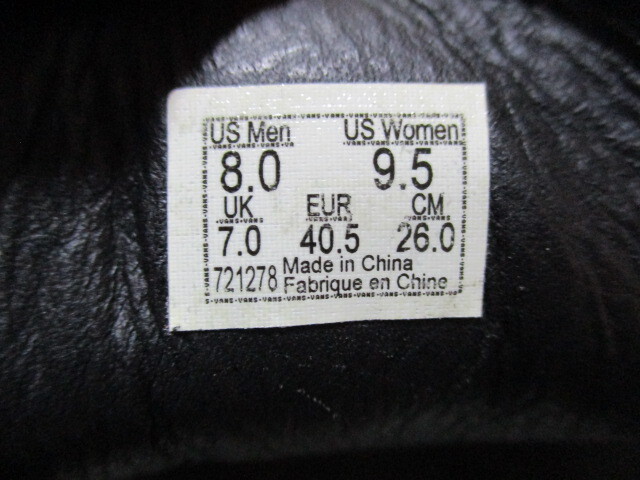 US Men US Women
8.0 9.5
UK EUR CM
7.0 40.5 26.0
721278 Made in China
Fabrique en Chine